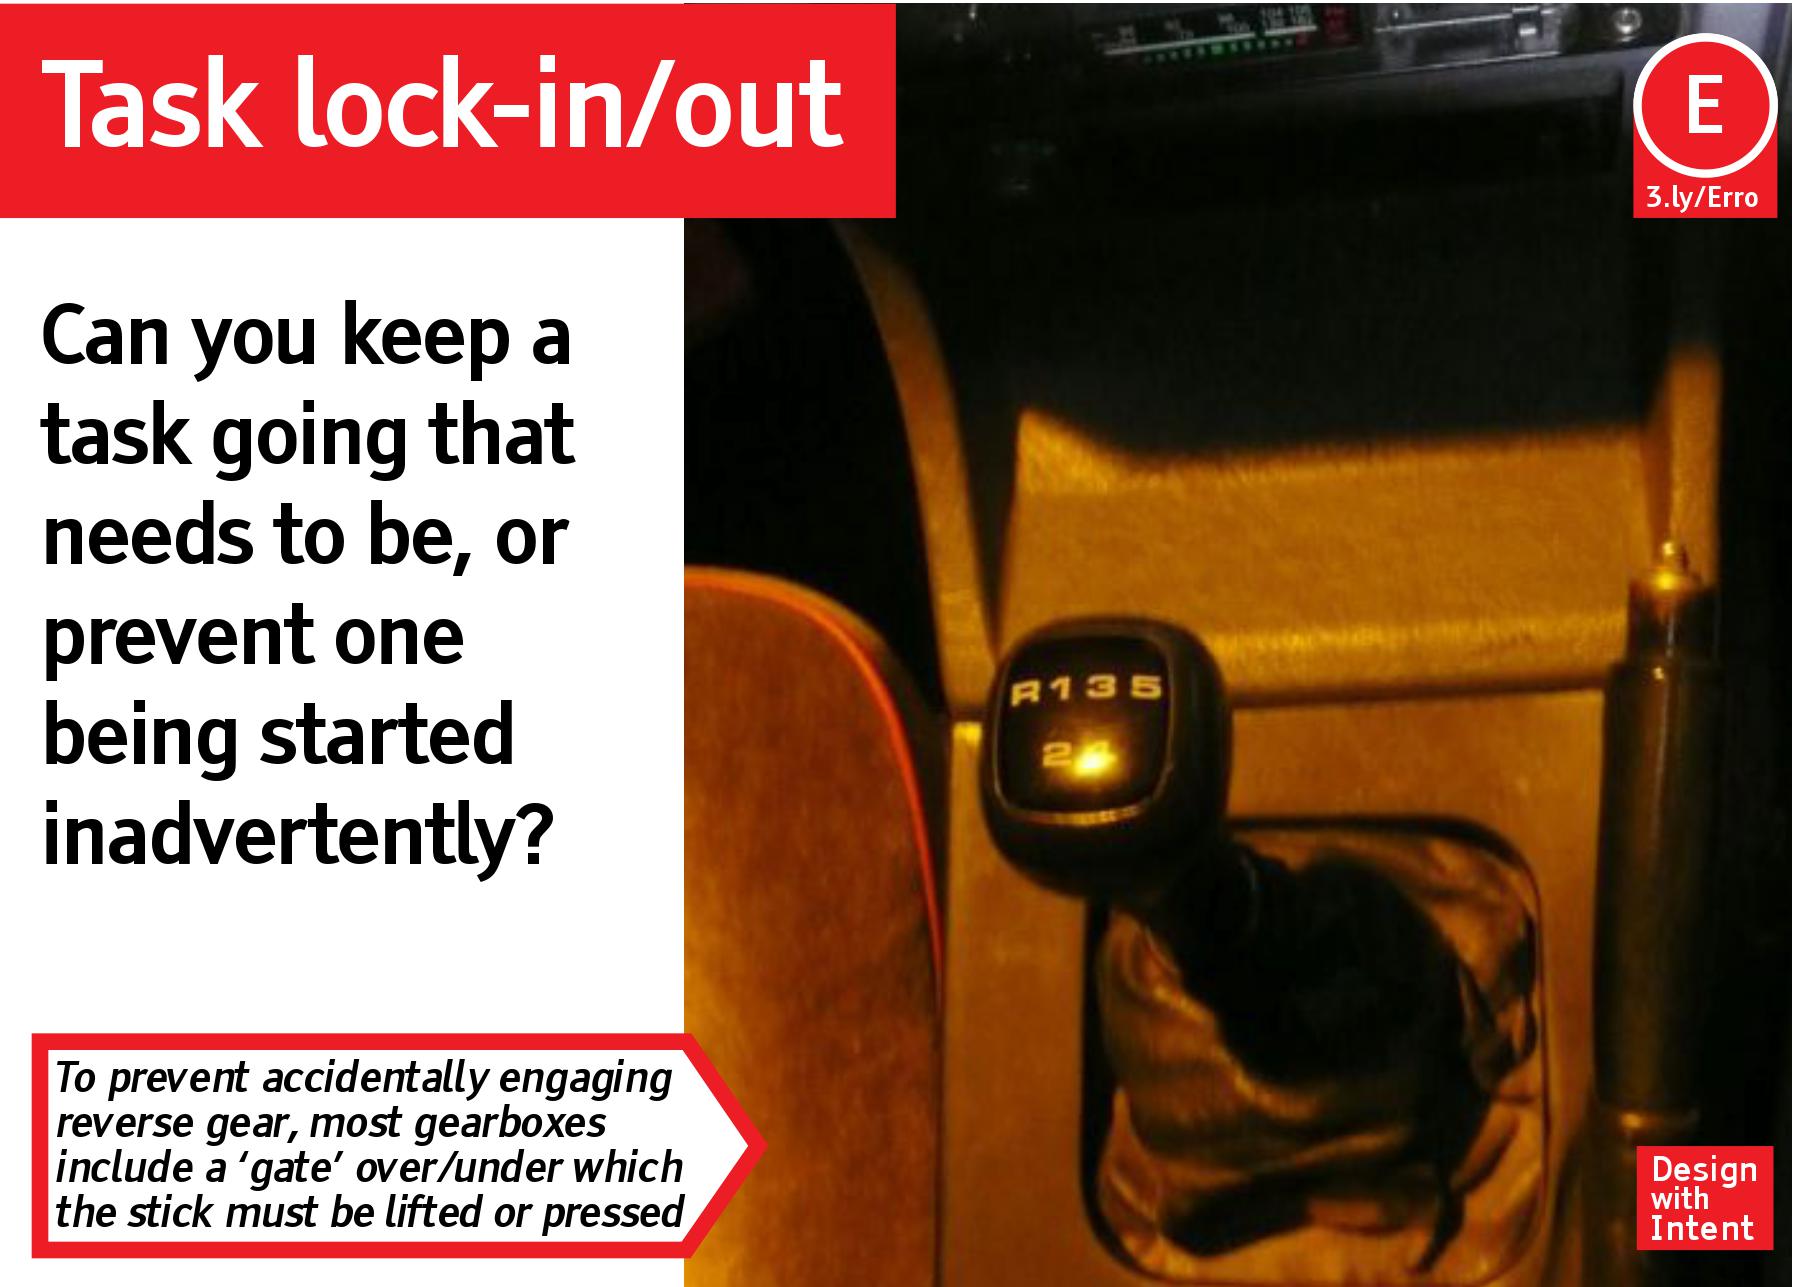 Task lock-in/out
E
3.ly/Erro
Can you keep a
task going that
needs to be, or
prevent one
being started
inadvertently?
R 1 3 5
2 4
To prevent accidentally engaging
reverse gear, most gearboxes
include a ‘gate’ over/under which
the stick must be lifted or pressed
Design
with
Intent